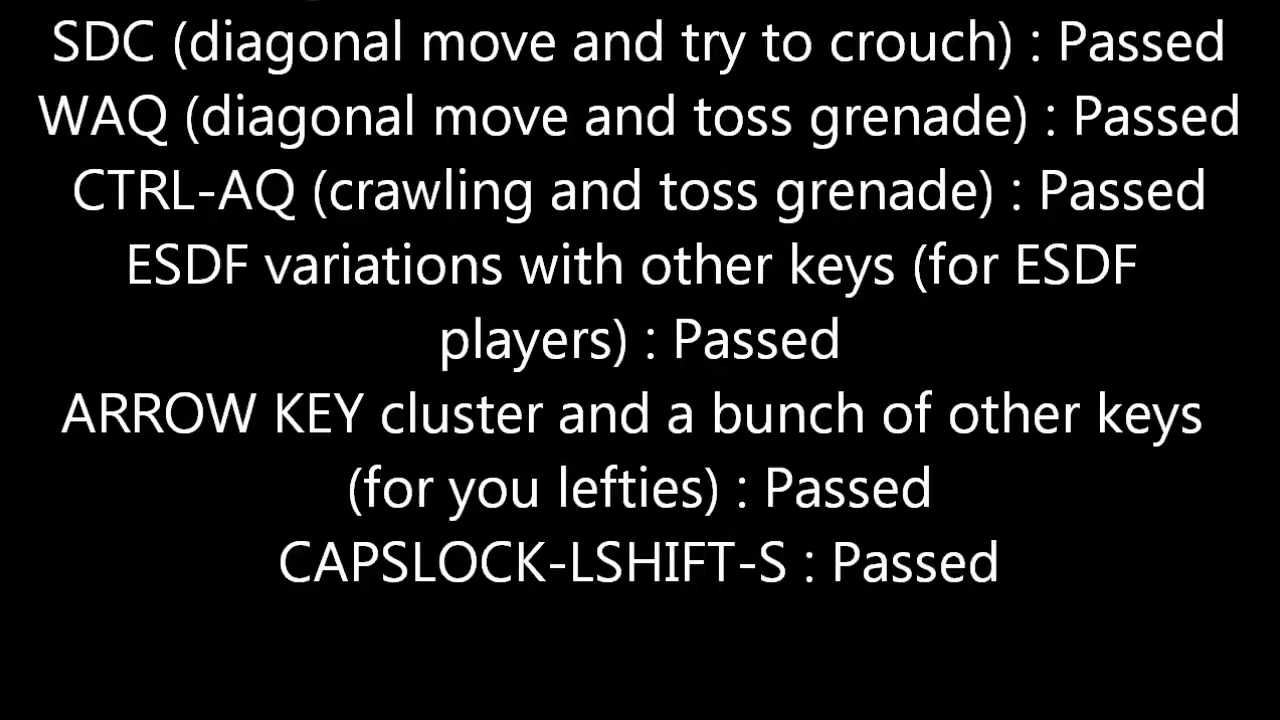 SDC (diagonal move and try to crouch) : Passed
WAQ (diagonal move and toss grenade) : Passed
CTRL-AQ (crawling and toss grenade) : Passed
ESDF variations with other keys (for ESDF
players) : Passed
ARROW KEY cluster and a bunch of other keys
(for you lefties) : Passed
CAPSLOCK-LSHIFT-S : Passed